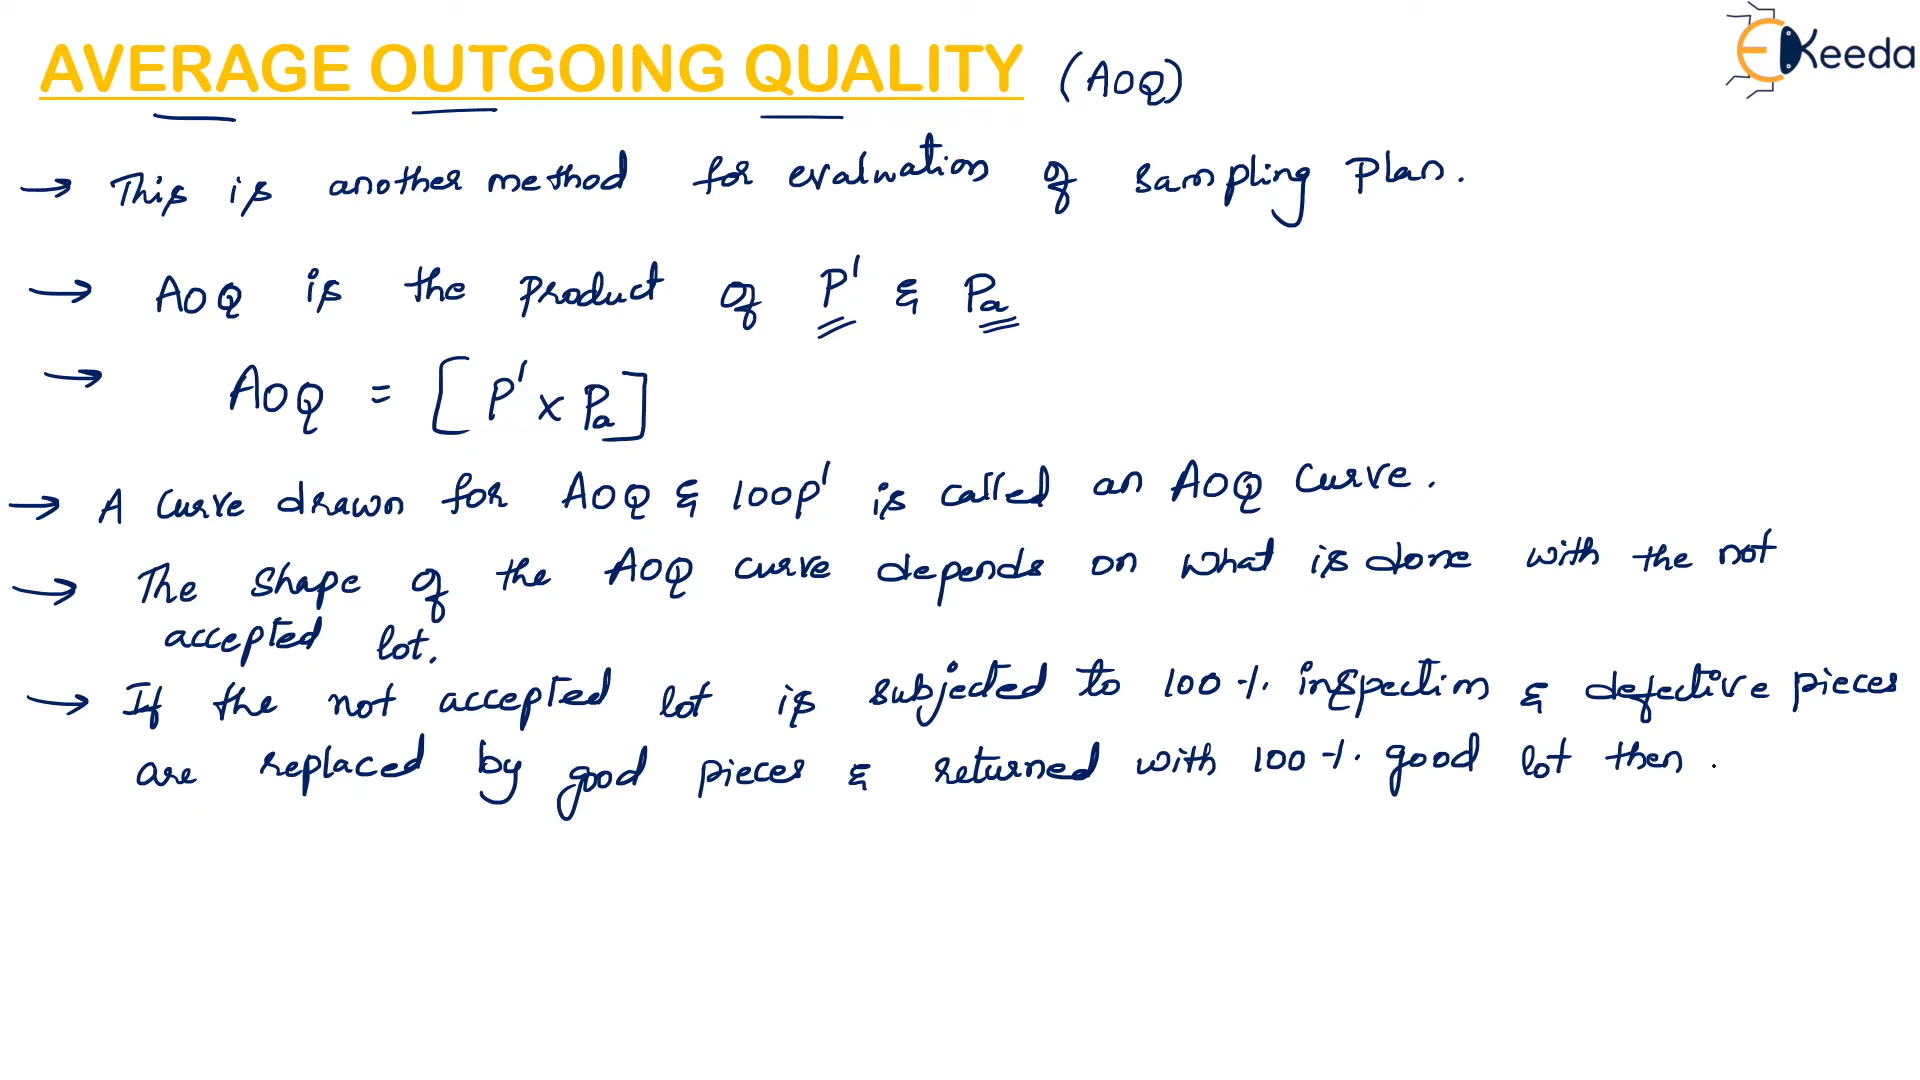 AVERAGE OUTGOING QUALITY (AOQ)
EKeeda
→ This is another method for evaluation of sampling Plan.
→ AOQ is the product of P' & Pa
→ AOQ = [P' x Pa]
→ A curve drawn for AOQ & 100p' is called an AOQ curve.
→ The shape of the AOQ curve depends on what is done with the not
accepted lot.
→ If the not accepted lot is subjected to 100 % inspection & defective pieces
are replaced by good pieces & returned with 100 % good lot then .